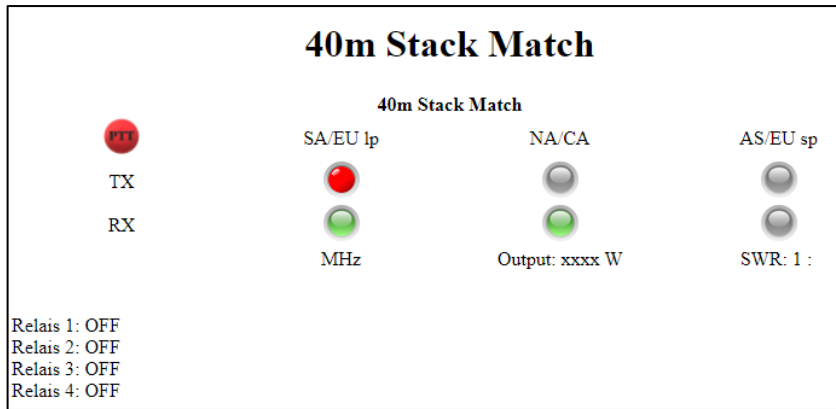 40m Stack Match
40m Stack Match
PTT SA/EU lp NA/CA AS/EU sp
TX
RX
MHz Output: xxxx W SWR: 1 :
Relais 1: OFF
Relais 2: OFF
Relais 3: OFF
Relais 4: OFF